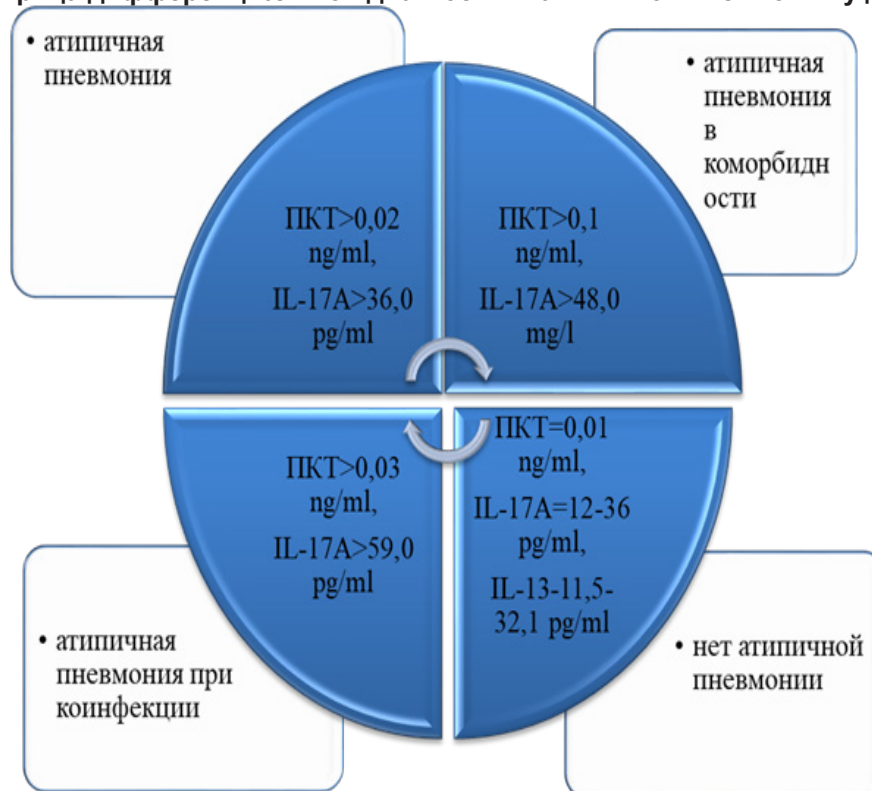 • атипичная
пневмония
• атипичная
пневмония
в
коморбидн
ости
ПКТ>0,02
ng/ml,
IL-17A>36,0
pg/ml
ПКТ>0,1
ng/ml,
IL-17A>48,0
mg/l
ПКТ>0,03
ng/ml,
IL-17A>59,0
pg/ml
ПКТ=0,01
ng/ml,
IL-17A=12-36
pg/ml,
IL-13-11,5-
32,1 pg/ml
• атипичная
пневмония при
коинфекции
• нет атипичной
пневмонии